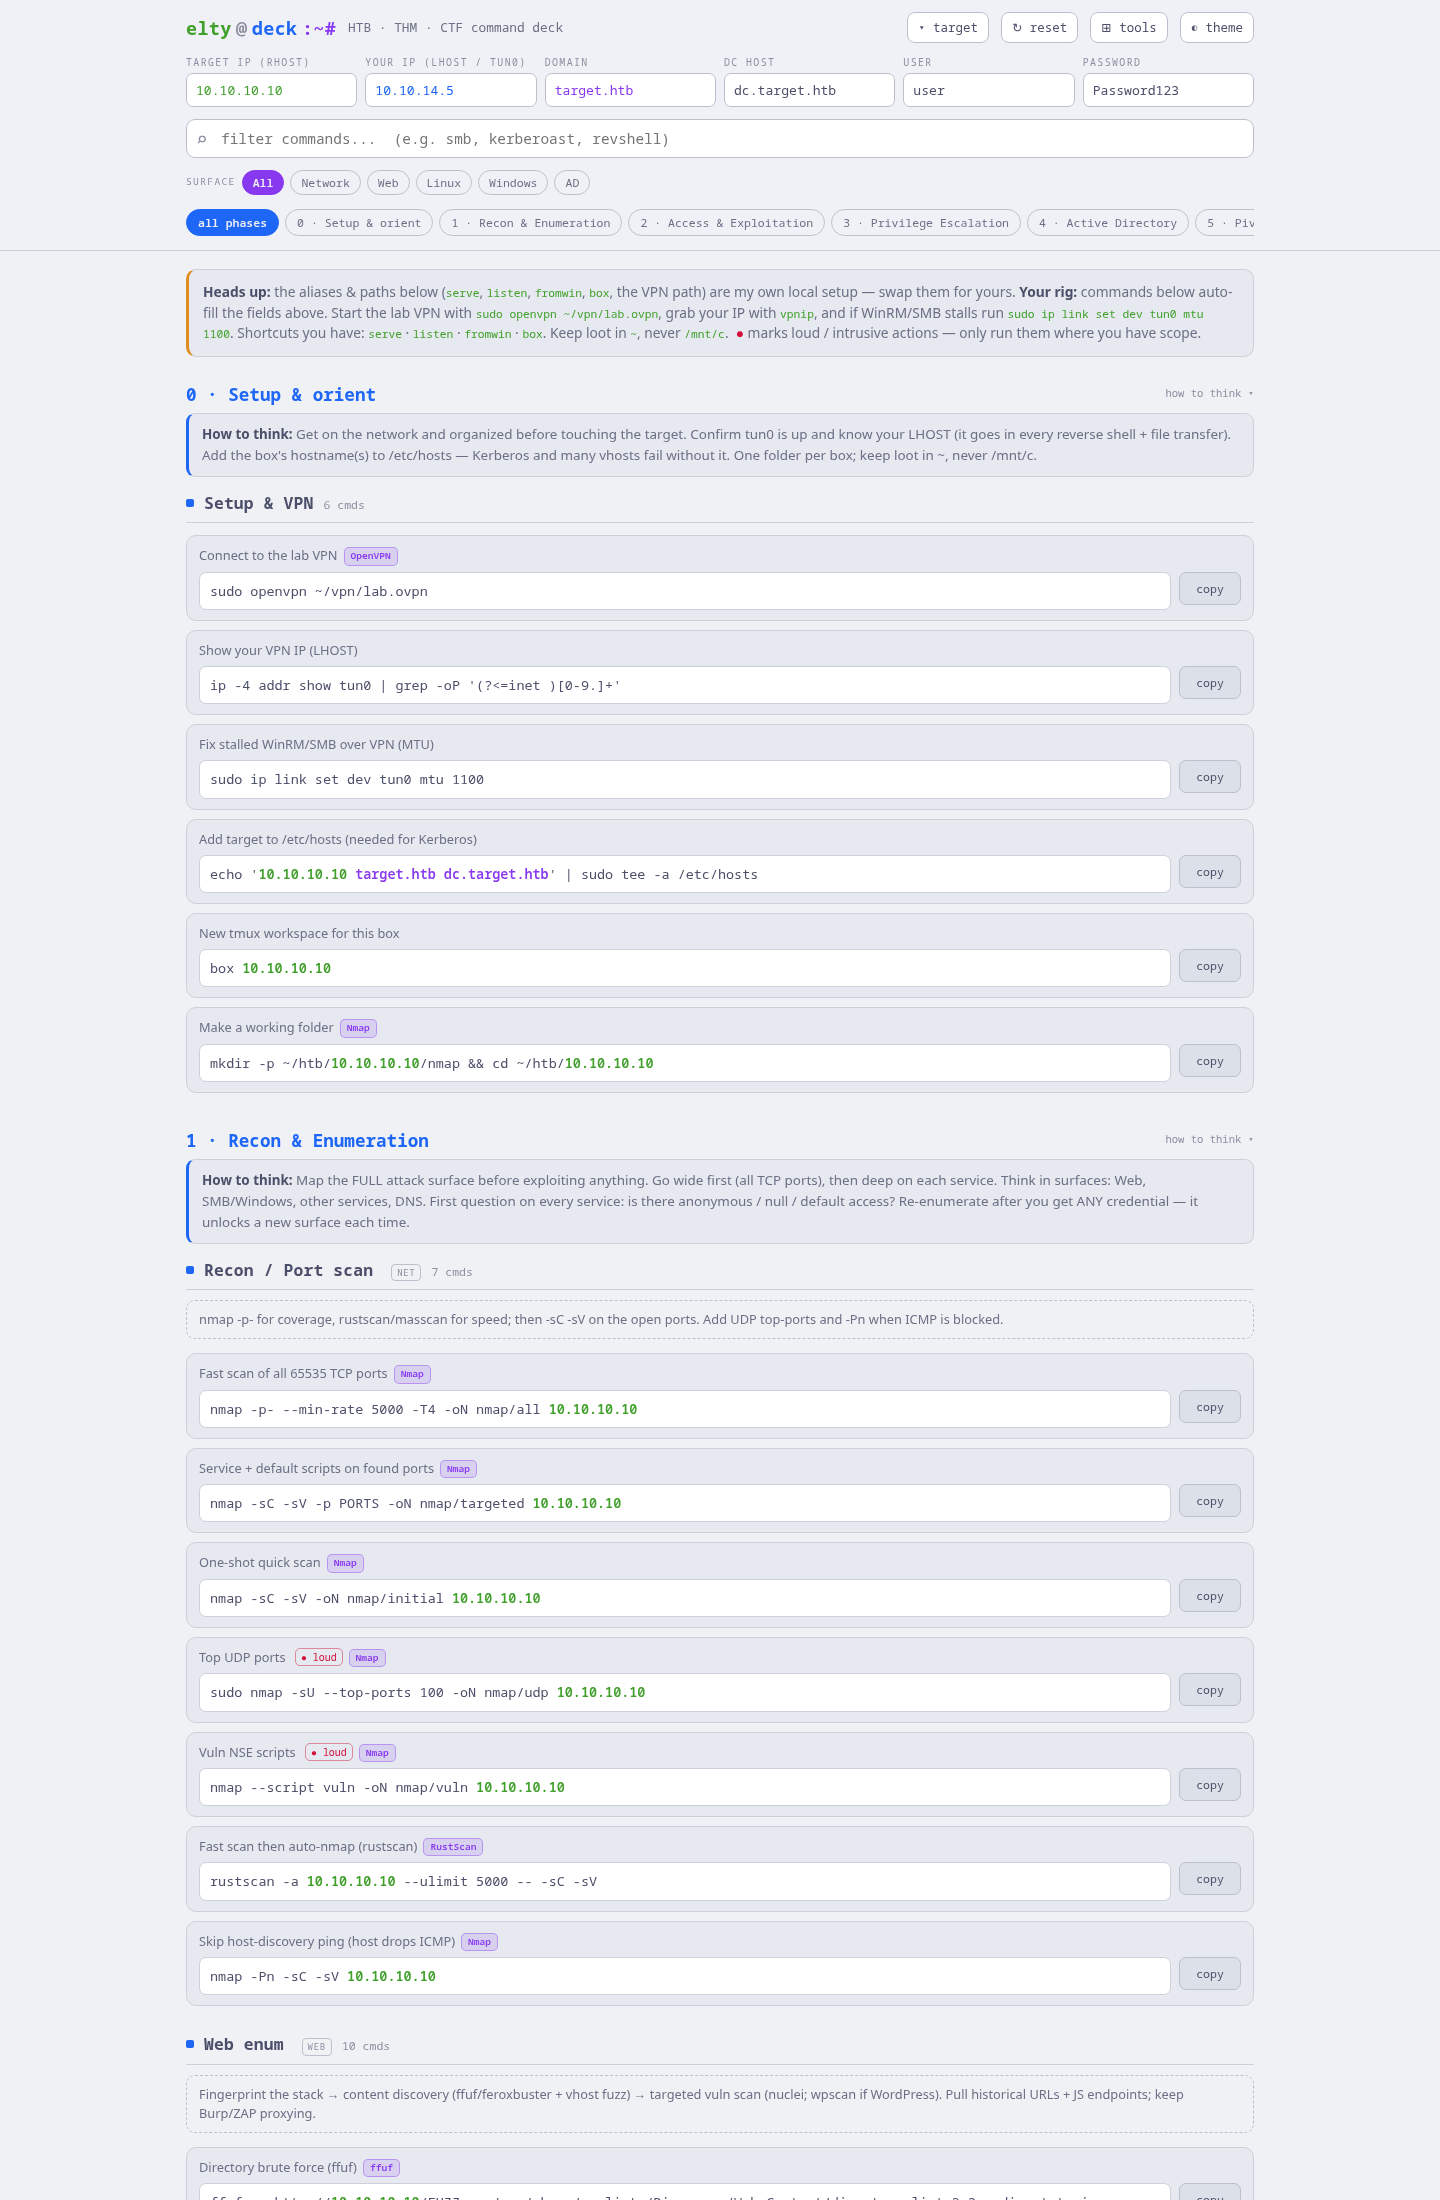 elty@deck:~# HTB · THM · CTF command deck
▾ target ↻ reset ⊞ tools ◐ theme
TARGET IP (RHOST) YOUR IP (LHOST / TUN0) DOMAIN DC HOST USER PASSWORD
10.10.10.10 10.10.14.5 target.htb dc.target.htb user Password123
⌕ filter commands... (e.g. smb, kerberoast, revshell)
SURFACE All Network Web Linux Windows AD
all phases 0 · Setup & orient 1 · Recon & Enumeration 2 · Access & Exploitation 3 · Privilege Escalation 4 · Active Directory 5 · Piv
Heads up: the aliases & paths below (serve, listen, fromwin, box, the VPN path) are my own local setup — swap them for yours. Your rig: commands below auto-
fill the fields above. Start the lab VPN with sudo openvpn ~/vpn/lab.ovpn, grab your IP with vpnip, and if WinRM/SMB stalls run sudo ip link set dev tun0 mtu
1100. Shortcuts you have: serve · listen · fromwin · box. Keep loot in ~, never /mnt/c. ● marks loud / intrusive actions — only run them where you have scope.
0 · Setup & orient how to think ▾
How to think: Get on the network and organized before touching the target. Confirm tun0 is up and know your LHOST (it goes in every reverse shell + file transfer).
Add the box's hostname(s) to /etc/hosts — Kerberos and many vhosts fail without it. One folder per box; keep loot in ~, never /mnt/c.
Setup & VPN 6 cmds
Connect to the lab VPN OpenVPN
sudo openvpn ~/vpn/lab.ovpn copy
Show your VPN IP (LHOST)
ip -4 addr show tun0 | grep -oP '(?<=inet )[0-9.]+' copy
Fix stalled WinRM/SMB over VPN (MTU)
sudo ip link set dev tun0 mtu 1100 copy
Add target to /etc/hosts (needed for Kerberos)
echo '10.10.10.10 target.htb dc.target.htb' | sudo tee -a /etc/hosts copy
New tmux workspace for this box
box 10.10.10.10 copy
Make a working folder Nmap
mkdir -p ~/htb/10.10.10.10/nmap && cd ~/htb/10.10.10.10 copy
1 · Recon & Enumeration how to think ▾
How to think: Map the FULL attack surface before exploiting anything. Go wide first (all TCP ports), then deep on each service. Think in surfaces: Web,
SMB/Windows, other services, DNS. First question on every service: is there anonymous / null / default access? Re-enumerate after you get ANY credential — it
unlocks a new surface each time.
Recon / Port scan NET 7 cmds
nmap -p- for coverage, rustscan/masscan for speed; then -sC -sV on the open ports. Add UDP top-ports and -Pn when ICMP is blocked.
Fast scan of all 65535 TCP ports Nmap
nmap -p- --min-rate 5000 -T4 -oN nmap/all 10.10.10.10 copy
Service + default scripts on found ports Nmap
nmap -sC -sV -p PORTS -oN nmap/targeted 10.10.10.10 copy
One-shot quick scan Nmap
nmap -sC -sV -oN nmap/initial 10.10.10.10 copy
Top UDP ports ● loud Nmap
sudo nmap -sU --top-ports 100 -oN nmap/udp 10.10.10.10 copy
Vuln NSE scripts ● loud Nmap
nmap --script vuln -oN nmap/vuln 10.10.10.10 copy
Fast scan then auto-nmap (rustscan) RustScan
rustscan -a 10.10.10.10 --ulimit 5000 -- -sC -sV copy
Skip host-discovery ping (host drops ICMP) Nmap
nmap -Pn -sC -sV 10.10.10.10 copy
Web enum WEB 10 cmds
Fingerprint the stack → content discovery (ffuf/feroxbuster + vhost fuzz) → targeted vuln scan (nuclei; wpscan if WordPress). Pull historical URLs + JS endpoints; keep
Burp/ZAP proxying.
Directory brute force (ffuf) ffuf